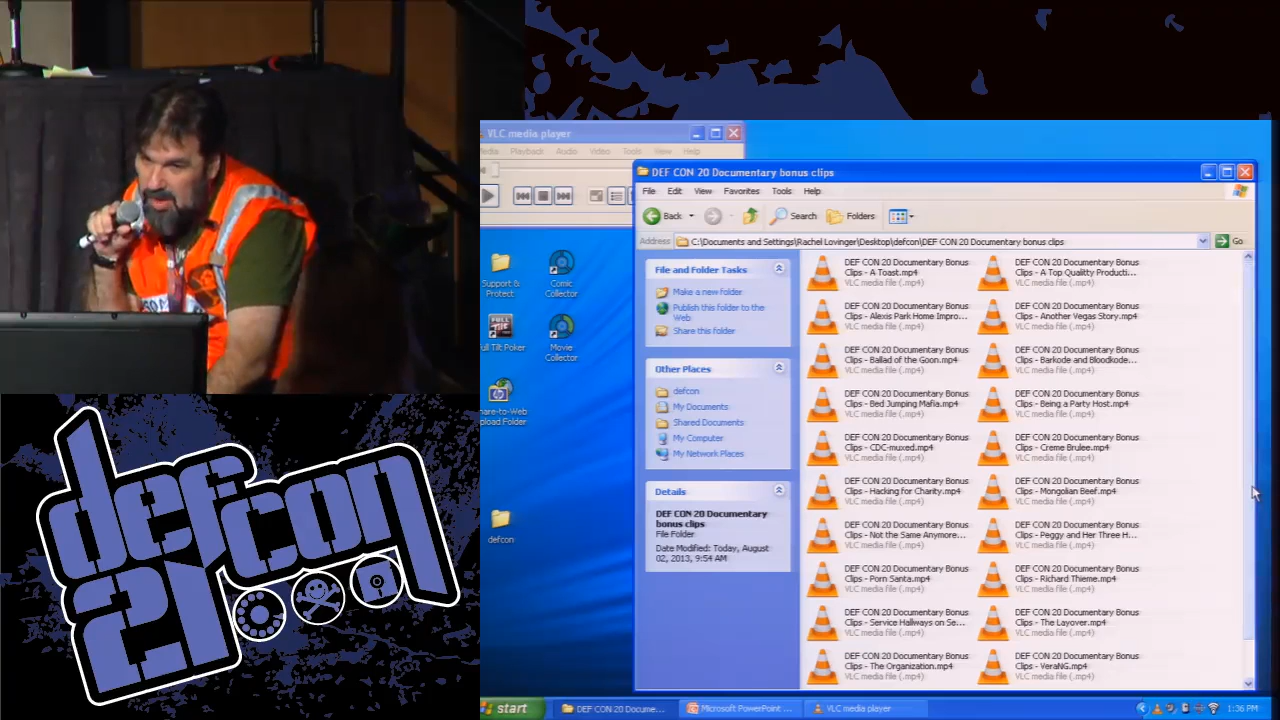 VLC media player
Media Playback Audio Video Tools View Help
DEF CON 20 Documentary bonus clips
File Edit View Favorites Tools Help
Back Search Folders
Address C:\Documents and Settings\Rachel Lovinger\Desktop\defcon\DEF CON 20 Documentary bonus clips Go
Support &
Protect
Comic
Collector
FULL TILT
ull Tilt Poker
Movie
Collector
hare-to-Web
pload Folder
defcon
File and Folder Tasks
Make a new folder
Publish this folder to the
Web
Share this folder
Other Places
defcon
My Documents
Shared Documents
My Computer
My Network Places
Details
DEF CON 20 Documentary
bonus clips
File Folder
Date Modified: Today, August
02, 2013, 9:54 AM
DEF CON 20 Documentary Bonus
Clips - A Toast.mp4
VLC media file (.mp4)
DEF CON 20 Documentary Bonus
Clips - A Top Qualitty Producti...
VLC media file (.mp4)
DEF CON 20 Documentary Bonus
Clips - Alexis Park Home Impro...
VLC media file (.mp4)
DEF CON 20 Documentary Bonus
Clips - Another Vegas Story.mp4
VLC media file (.mp4)
DEF CON 20 Documentary Bonus
Clips - Ballad of the Goon.mp4
VLC media file (.mp4)
DEF CON 20 Documentary Bonus
Clips - Barkode and Bloodkode...
VLC media file (.mp4)
DEF CON 20 Documentary Bonus
Clips - Bed Jumping Mafia.mp4
VLC media file (.mp4)
DEF CON 20 Documentary Bonus
Clips - Being a Party Host.mp4
VLC media file (.mp4)
DEF CON 20 Documentary Bonus
Clips - CDC-muxed.mp4
VLC media file (.mp4)
DEF CON 20 Documentary Bonus
Clips - Creme Brulee.mp4
VLC media file (.mp4)
DEF CON 20 Documentary Bonus
Clips - Hacking for Charity.mp4
VLC media file (.mp4)
DEF CON 20 Documentary Bonus
Clips - Mongolian Beef.mp4
VLC media file (.mp4)
DEF CON 20 Documentary Bonus
Clips - Not the Same Anymore...
VLC media file (.mp4)
DEF CON 20 Documentary Bonus
Clips - Peggy and Her Three H...
VLC media file (.mp4)
DEF CON 20 Documentary Bonus
Clips - Porn Santa.mp4
VLC media file (.mp4)
DEF CON 20 Documentary Bonus
Clips - Richard Thieme.mp4
VLC media file (.mp4)
DEF CON 20 Documentary Bonus
Clips - Service Hallways on Se...
VLC media file (.mp4)
DEF CON 20 Documentary Bonus
Clips - The Layover.mp4
VLC media file (.mp4)
DEF CON 20 Documentary Bonus
Clips - The Organization.mp4
VLC media file (.mp4)
DEF CON 20 Documentary Bonus
Clips - VeraNG.mp4
VLC media file (.mp4)
defcon
21
start DEF CON 20 Docume... Microsoft PowerPoint ... VLC media player 1:36 PM